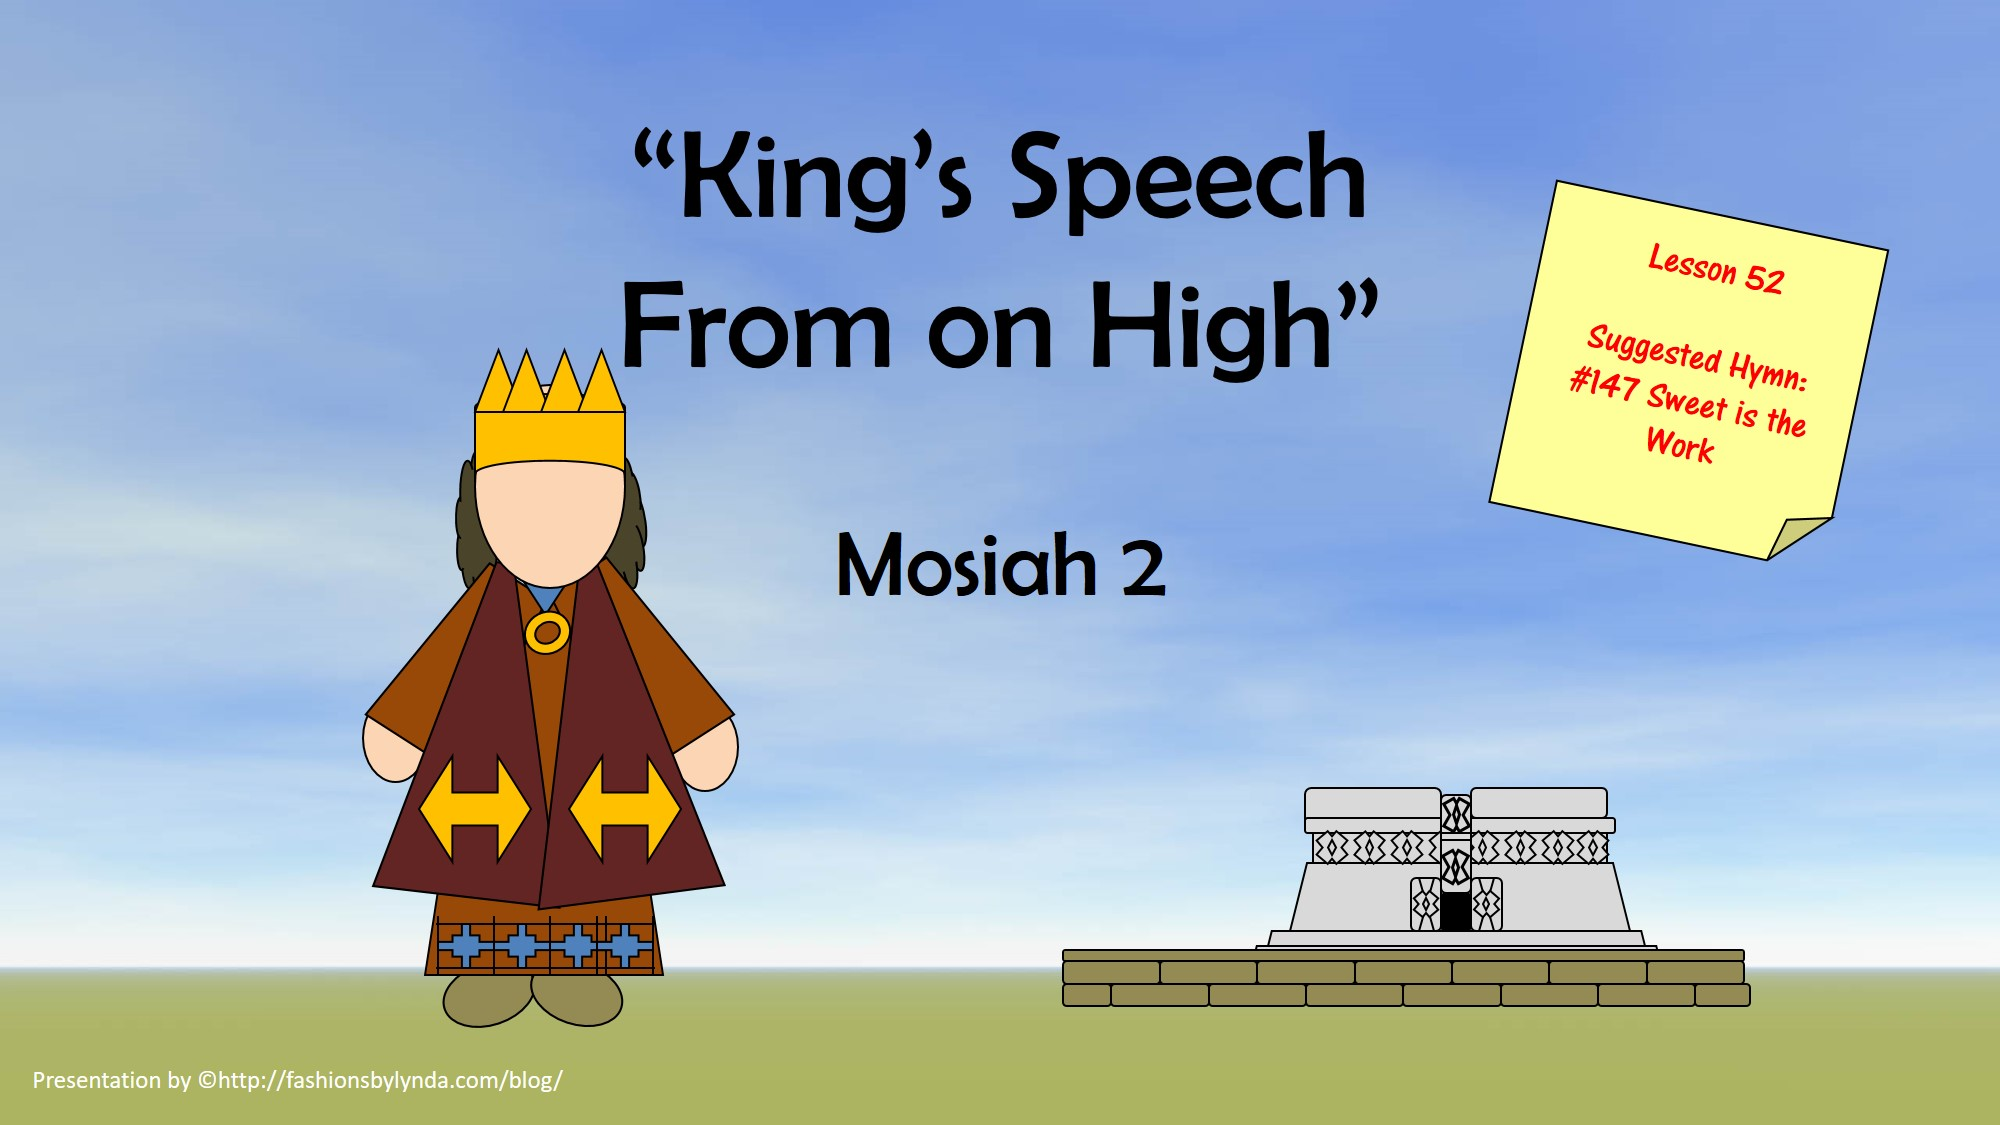 “King’s Speech
From on High”
Mosiah 2
Lesson 52
Suggested Hymn:
#147 Sweet is the
Work
Presentation by ©http://fashionsbylynda.com/blog/